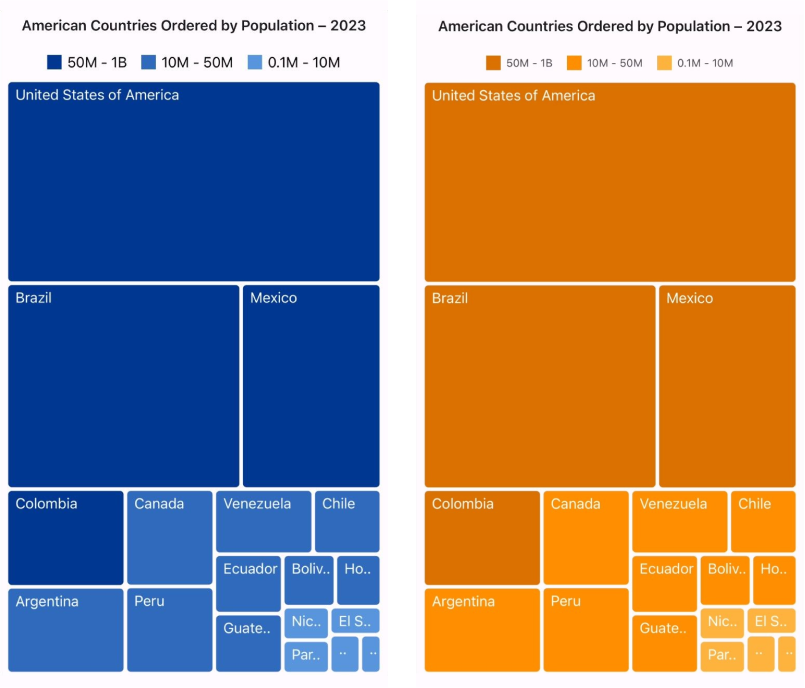 American Countries Ordered by Population – 2023
50M - 1B
10M - 50M
0.1M - 10M
United States of America
Brazil
Mexico
Colombia
Canada
Venezuela
Chile
Ecuador
Boliv..
Ho..
Argentina
Peru
Guate..
Nic..
El S..
Par..
..
..
American Countries Ordered by Population – 2023
50M - 1B
10M - 50M
0.1M - 10M
United States of America
Brazil
Mexico
Colombia
Canada
Venezuela
Chile
Ecuador
Boliv..
Ho..
Argentina
Peru
Guate..
Nic..
El S..
Par..
..
..